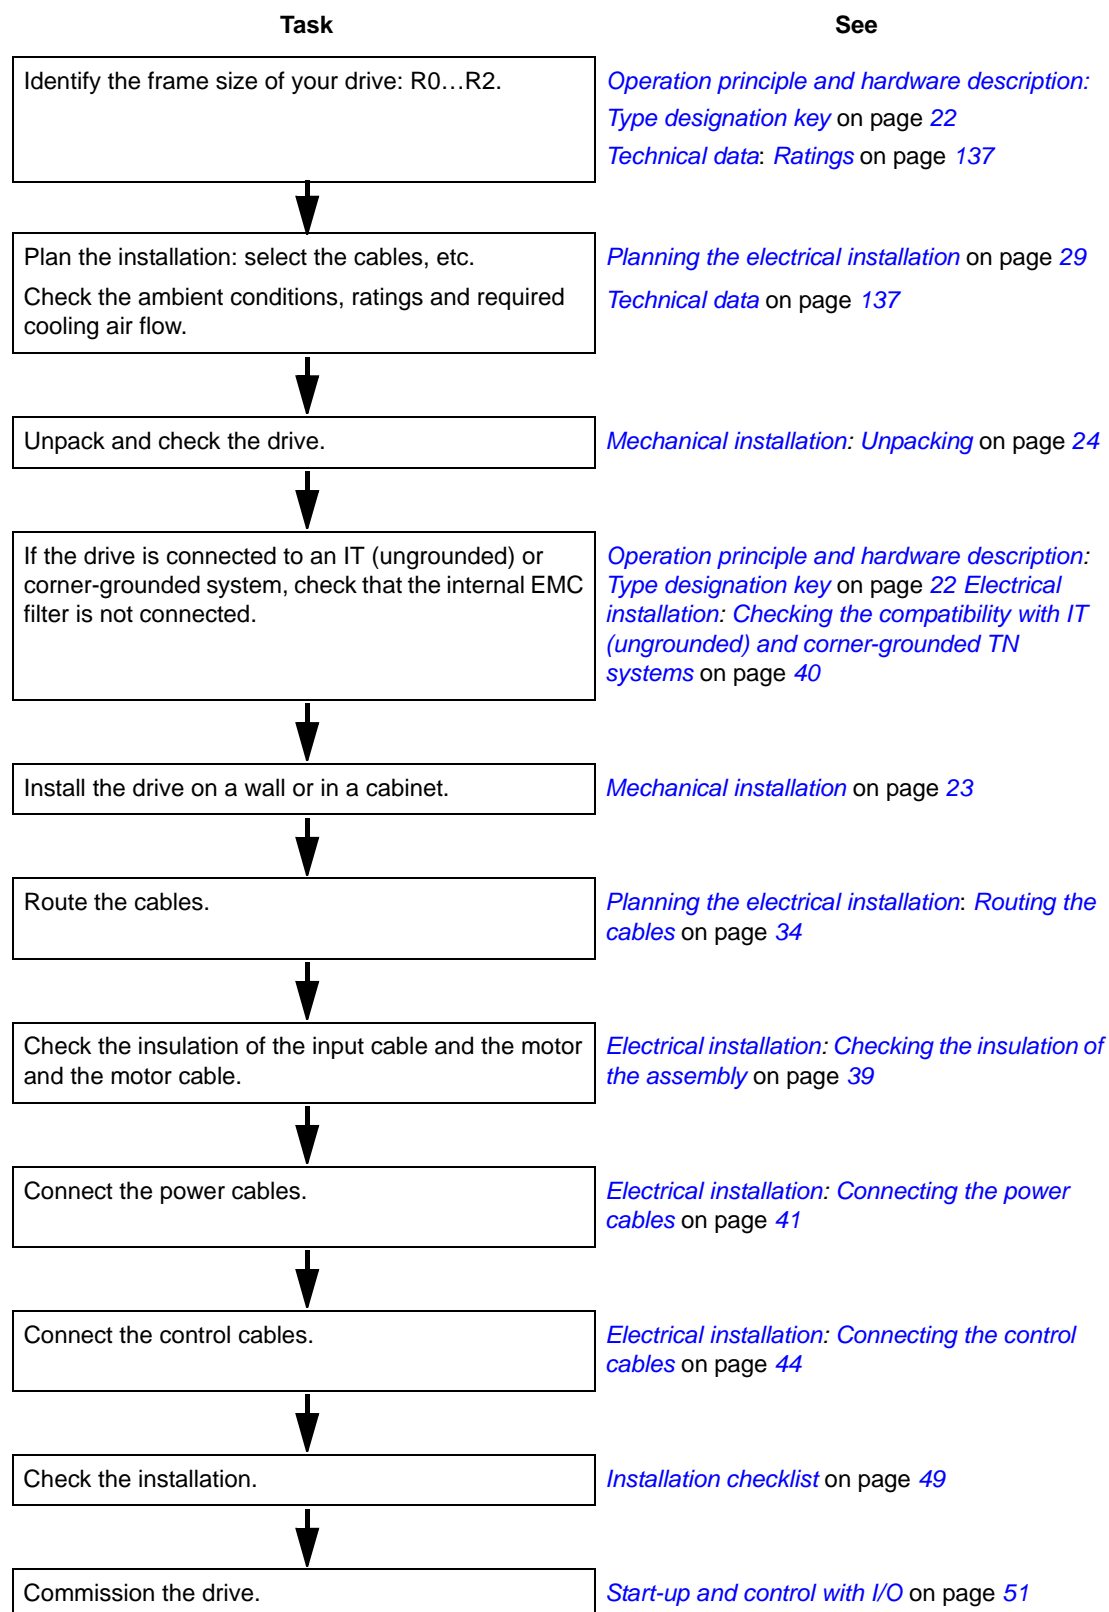 Task
See
Identify the frame size of your drive: R0…R2.
Operation principle and hardware description:
Type designation key on page 22
Technical data: Ratings on page 137
Plan the installation: select the cables, etc.
Check the ambient conditions, ratings and required
cooling air flow.
Planning the electrical installation on page 29
Technical data on page 137
Unpack and check the drive.
Mechanical installation: Unpacking on page 24
If the drive is connected to an IT (ungrounded) or
corner-grounded system, check that the internal EMC
filter is not connected.
Operation principle and hardware description:
Type designation key on page 22 Electrical
installation: Checking the compatibility with IT
(ungrounded) and corner-grounded TN
systems on page 40
Install the drive on a wall or in a cabinet.
Mechanical installation on page 23
Route the cables.
Planning the electrical installation: Routing the
cables on page 34
Check the insulation of the input cable and the motor
and the motor cable.
Electrical installation: Checking the insulation of
the assembly on page 39
Connect the power cables.
Electrical installation: Connecting the power
cables on page 41
Connect the control cables.
Electrical installation: Connecting the control
cables on page 44
Check the installation.
Installation checklist on page 49
Commission the drive.
Start-up and control with I/O on page 51